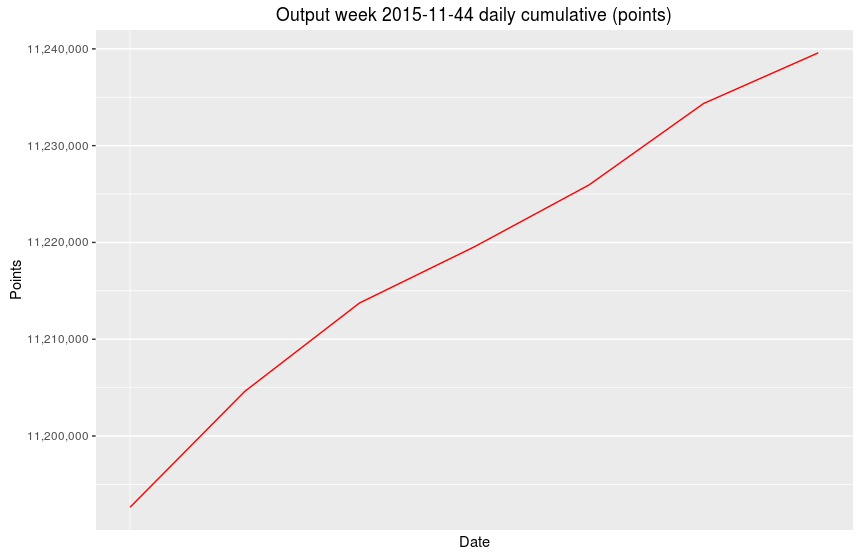 Output week 2015-11-44 daily cumulative (points)
11,240,000
11,230,000
11,220,000
Points
11,210,000
11,200,000
Date